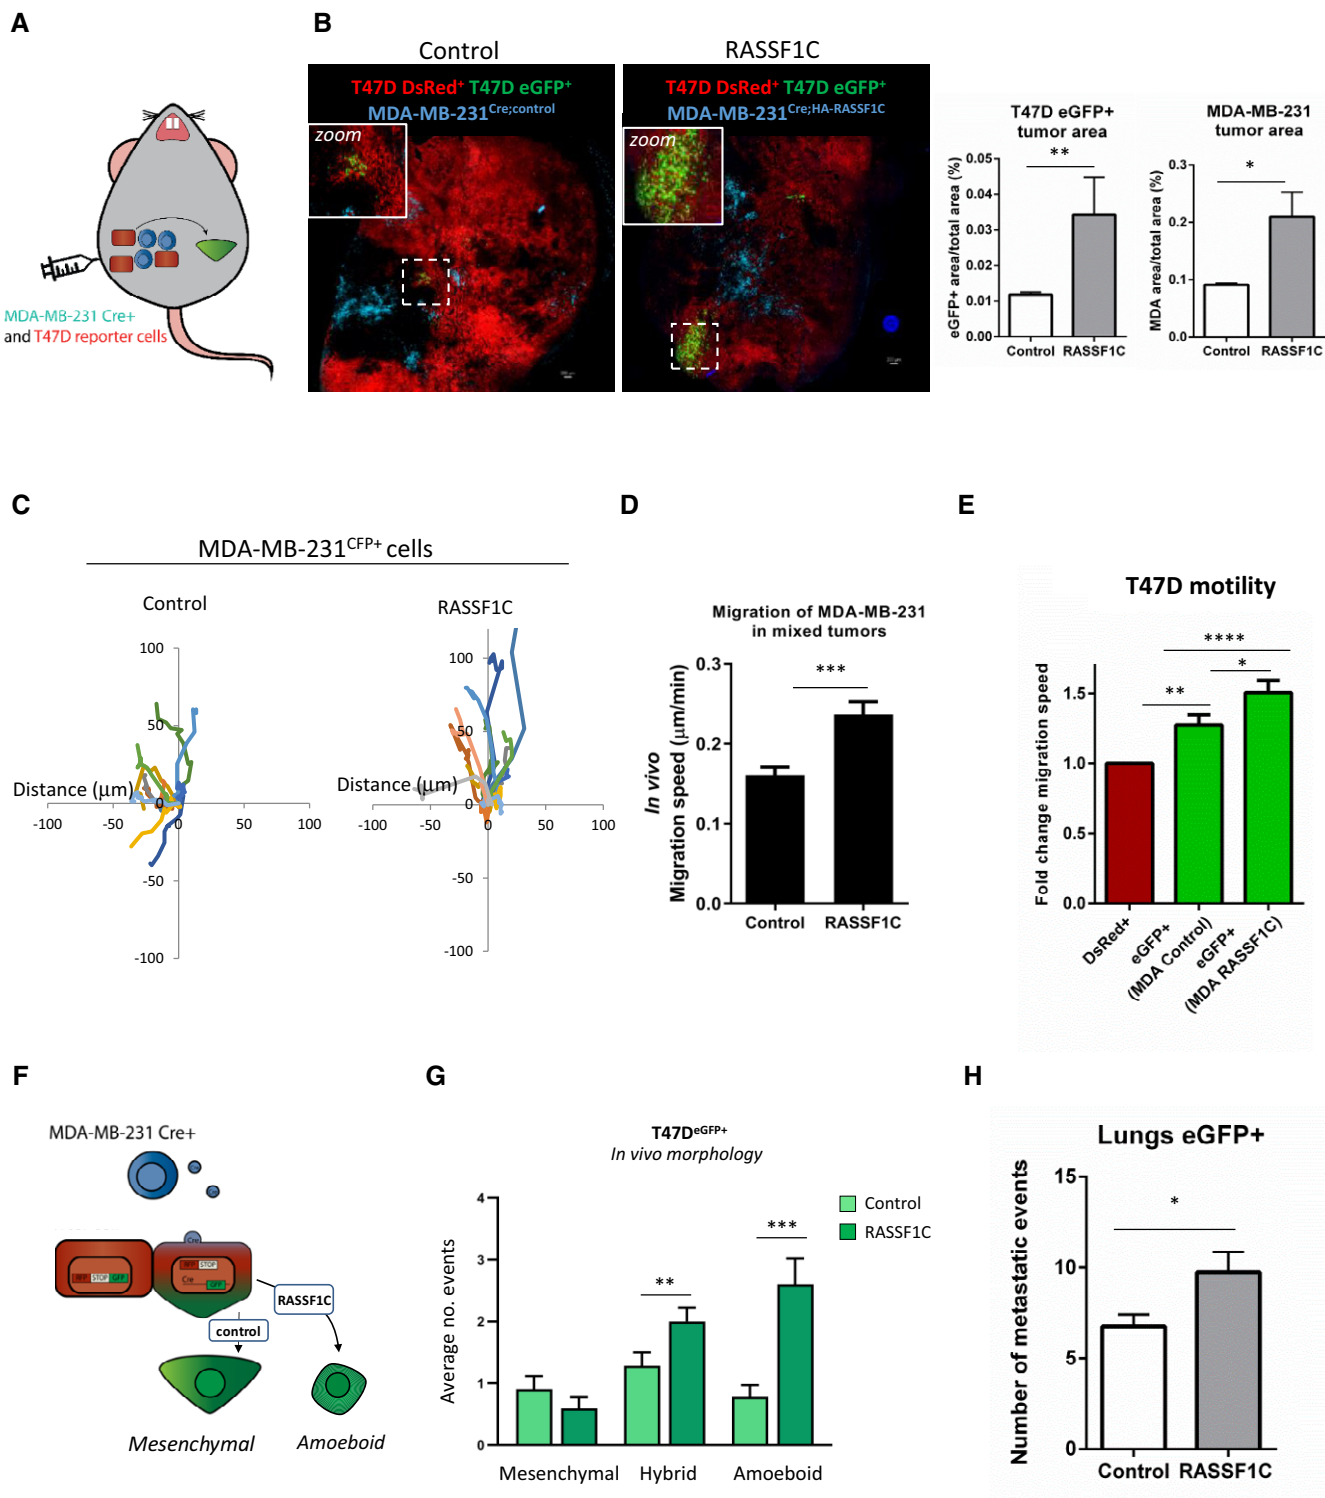 A
MDA-MB-231 Cre+
and T47D reporter cells
B
Control
T47D DsRed+ T47D eGFP+
MDA-MB-231Cre;control
zoom
RASSF1C
T47D DsRed+ T47D eGFP+
MDA-MB-231Cre;HA-RASSF1C
zoom
T47D eGFP+
tumor area
**
eGFP+ area/total area (%)
0.05
0.04
0.03
0.02
0.01
0.00
Control RASSF1C
MDA-MB-231
tumor area
*
MDA area/total area (%)
0.3
0.2
0.1
0.0
Control RASSF1C
C
MDA-MB-231CFP+ cells
Control
100
50
Distance (μm)
0
-100 -50 0 50 100
-50
-100
RASSF1C
100
50
Distance (μm)
0
-100 -50 0 50 100
-50
-100
D
Migration of MDA-MB-231
in mixed tumors
***
In vivo
Migration speed (μm/min)
0.3
0.2
0.1
0.0
Control RASSF1C
E
T47D motility
****
*
**
Fold change migration speed
1.5
1.0
0.5
0.0
DsRed+
eGFP+
(MDA Control)
eGFP+
(MDA RASSF1C)
F
MDA-MB-231 Cre+
Cre
RFP STOP GFP
RFP STOP
Cre
GFP
RASSF1C
control
Mesenchymal
Amoeboid
G
T47DeGFP+
In vivo morphology
Control
RASSF1C
**
***
Average no. events
4
3
2
1
0
Mesenchymal Hybrid Amoeboid
H
Lungs eGFP+
*
Number of metastatic events
15
10
5
0
Control RASSF1C